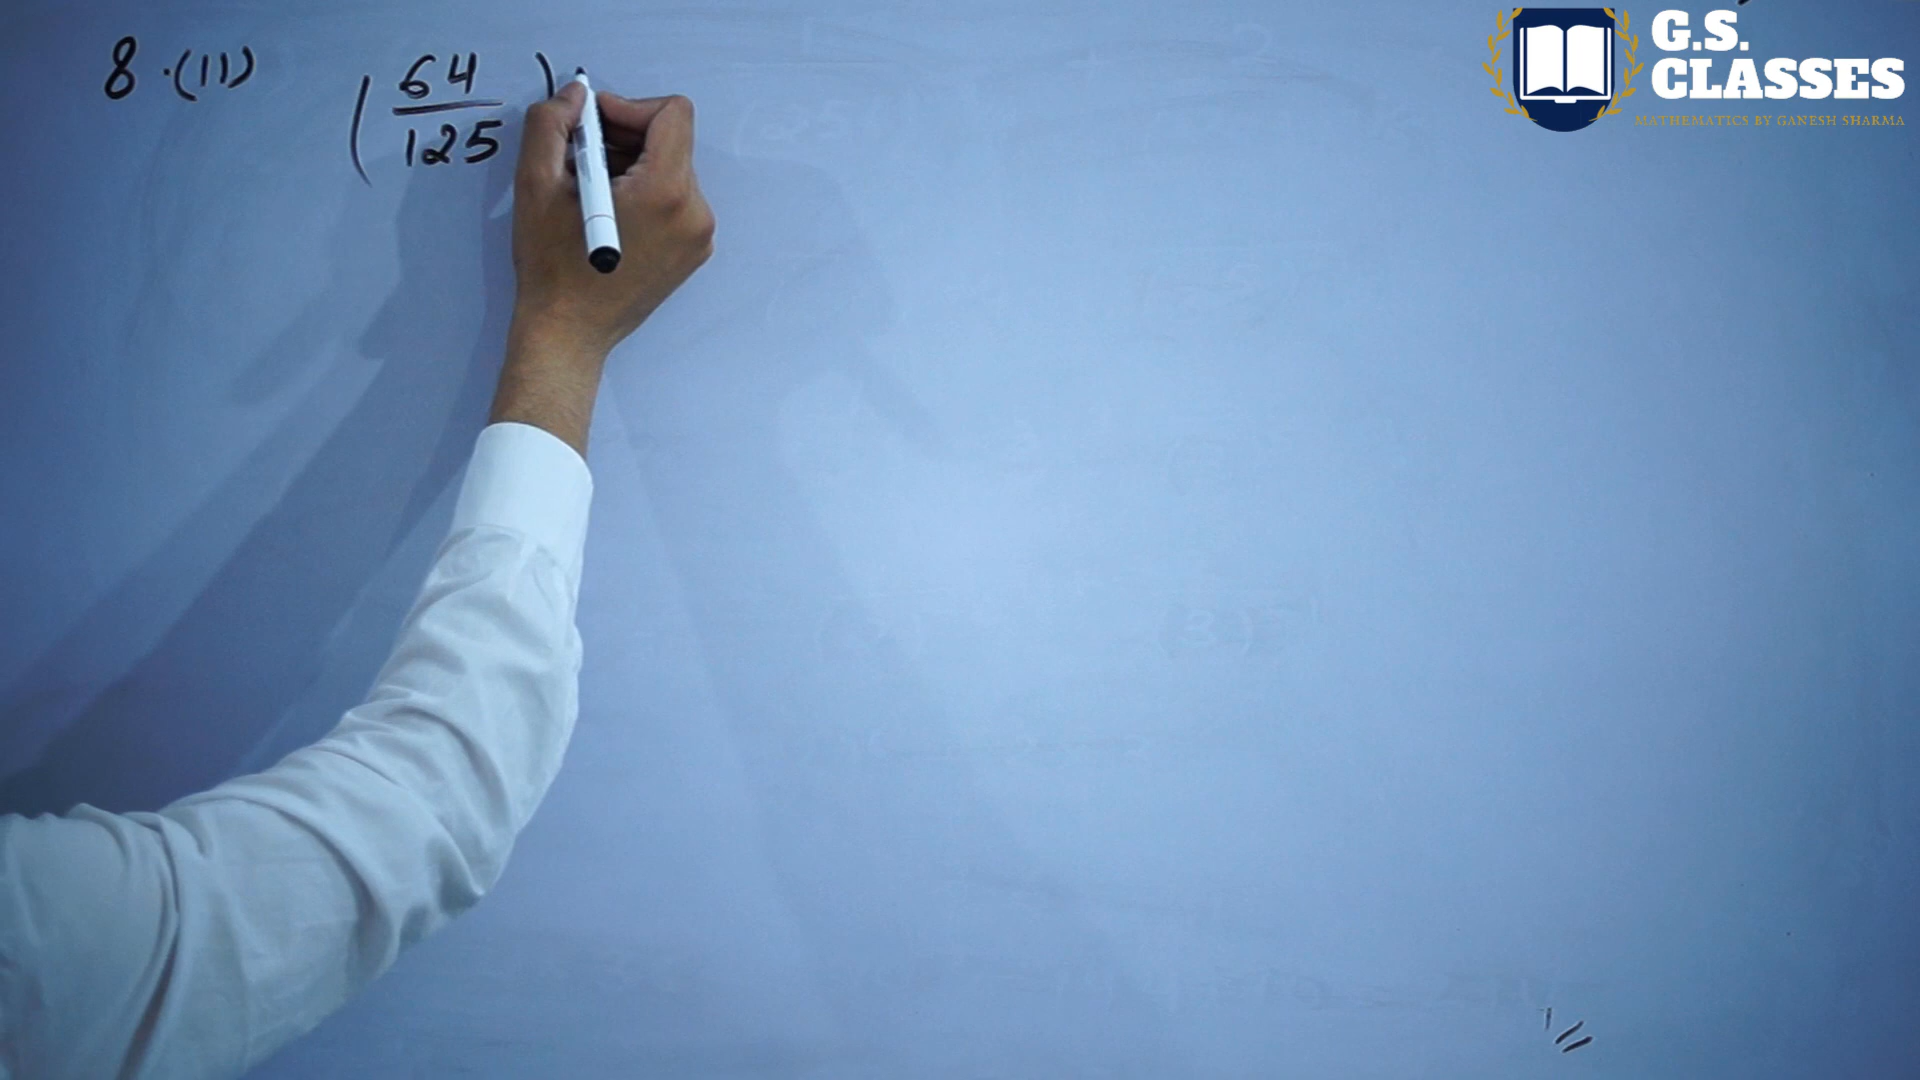 8.(11) (64/125)
G.S.
CLASSES
MATHEMATICS BY GANESH SHARMA